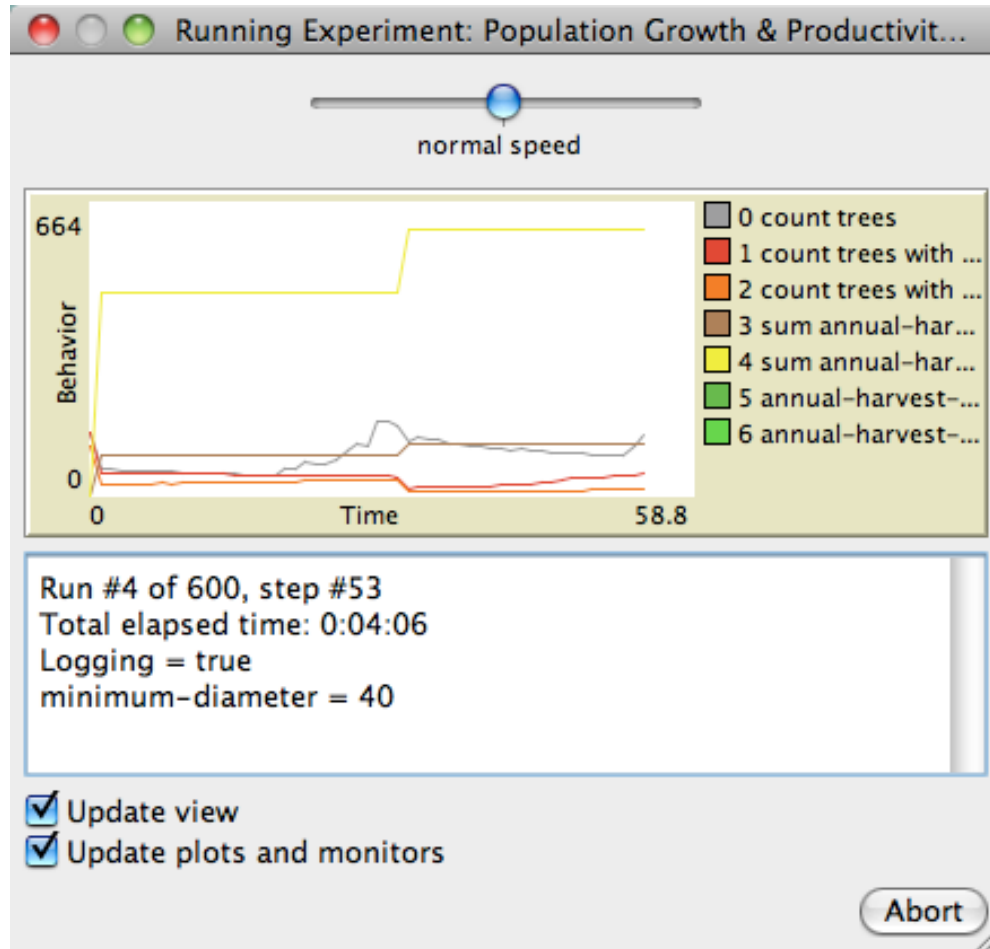 Running Experiment: Population Growth & Productivit...
normal speed
664
Behavior
0
0 Time 58.8
0 count trees
1 count trees with ...
2 count trees with ...
3 sum annual-har...
4 sum annual-har...
5 annual-harvest-...
6 annual-harvest-...
Run #4 of 600, step #53
Total elapsed time: 0:04:06
Logging = true
minimum-diameter = 40
Update view
Update plots and monitors
Abort